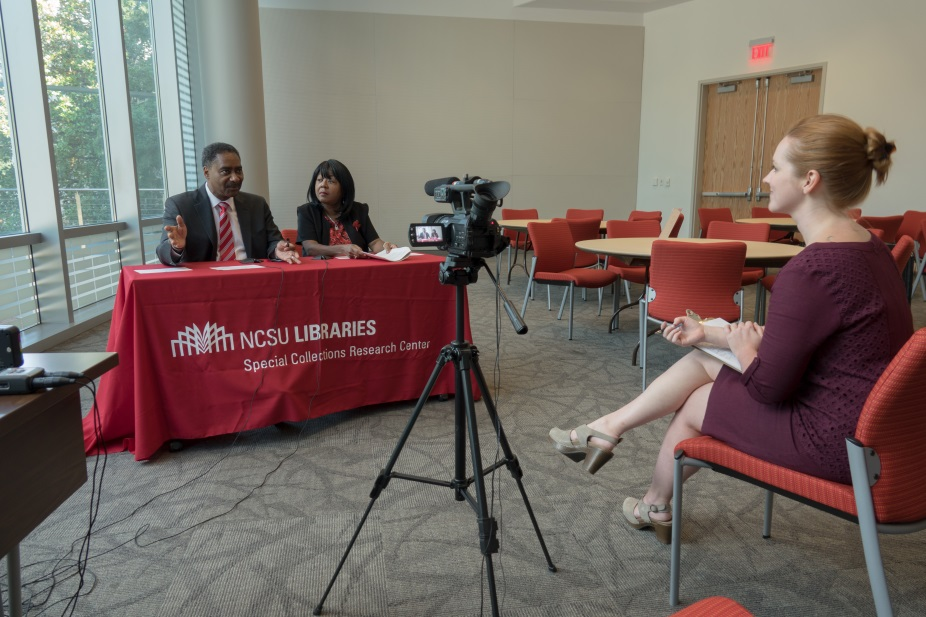 EXIT
NCSU LIBRARIES
Special Collections Research Center